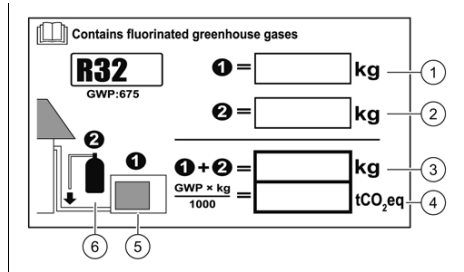 Contains fluorinated greenhouse gases
R32
GWP:675
❶ = kg
1
❷ = kg
2
❶ + ❷ = kg
3
GWP × kg
1000
= tCO₂eq
4
❷
❶
6
5